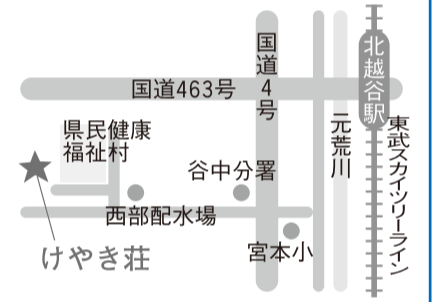 国道463号
国道4号
北越谷駅
東武スカイツリーライン
元荒川
県民健康
福祉村
谷中分署
西部配水場
宮本小
けやき荘